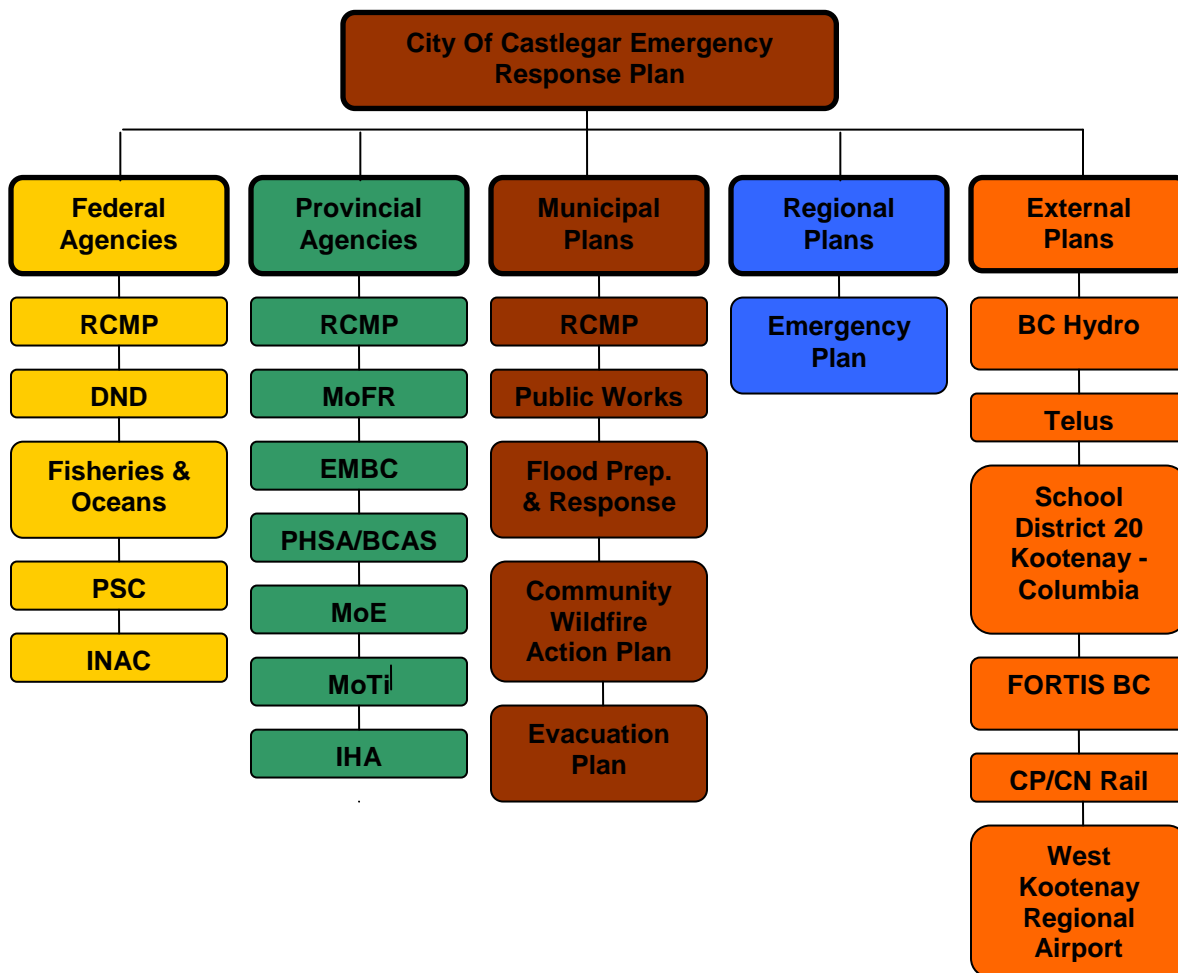 City Of Castlegar Emergency
Response Plan
Federal
Agencies
RCMP
DND
Fisheries &
Oceans
PSC
INAC
Provincial
Agencies
RCMP
MoFR
EMBC
PHSA/BCAS
MoE
MoTi
IHA
Municipal
Plans
RCMP
Public Works
Flood Prep.
& Response
Community
Wildfire
Action Plan
Evacuation
Plan
Regional
Plans
Emergency
Plan
External
Plans
BC Hydro
Telus
School
District 20
Kootenay -
Columbia
FORTIS BC
CP/CN Rail
West
Kootenay
Regional
Airport